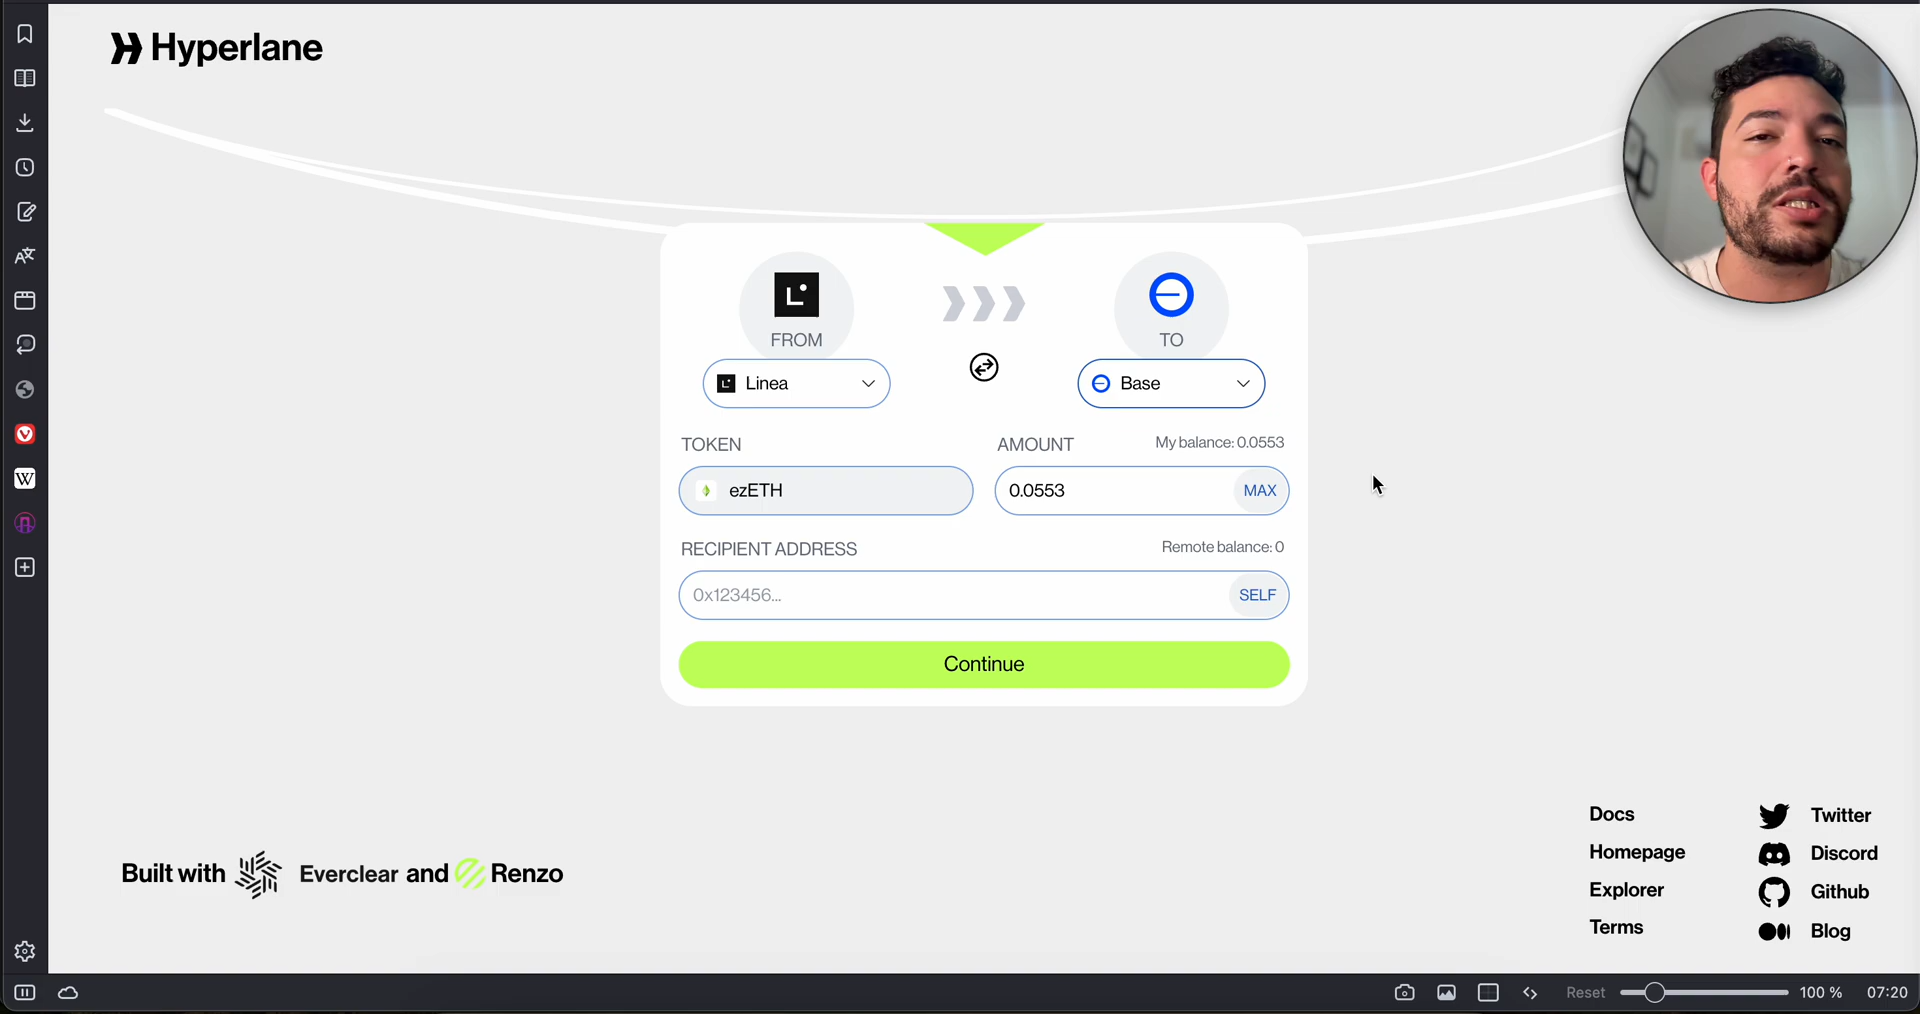 Hyperlane
FROM
TO
Linea
Base
TOKEN
AMOUNT
My balance: 0.0553
ezETH
0.0553
MAX
RECIPIENT ADDRESS
Remote balance: 0
0x123456...
SELF
Continue
Built with Everclear and Renzo
Docs
Homepage
Explorer
Terms
Twitter
Discord
Github
Blog
Reset
100 %
07:20